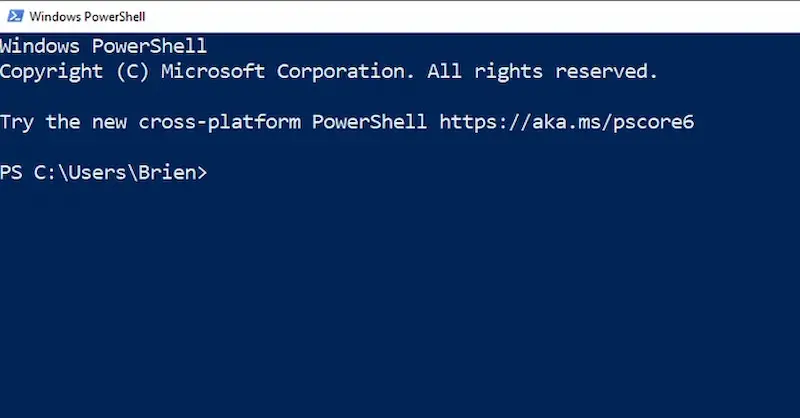 Windows PowerShell
Windows PowerShell
Copyright (C) Microsoft Corporation. All rights reserved.
Try the new cross-platform PowerShell https://aka.ms/pscore6
PS C:\Users\Brien>